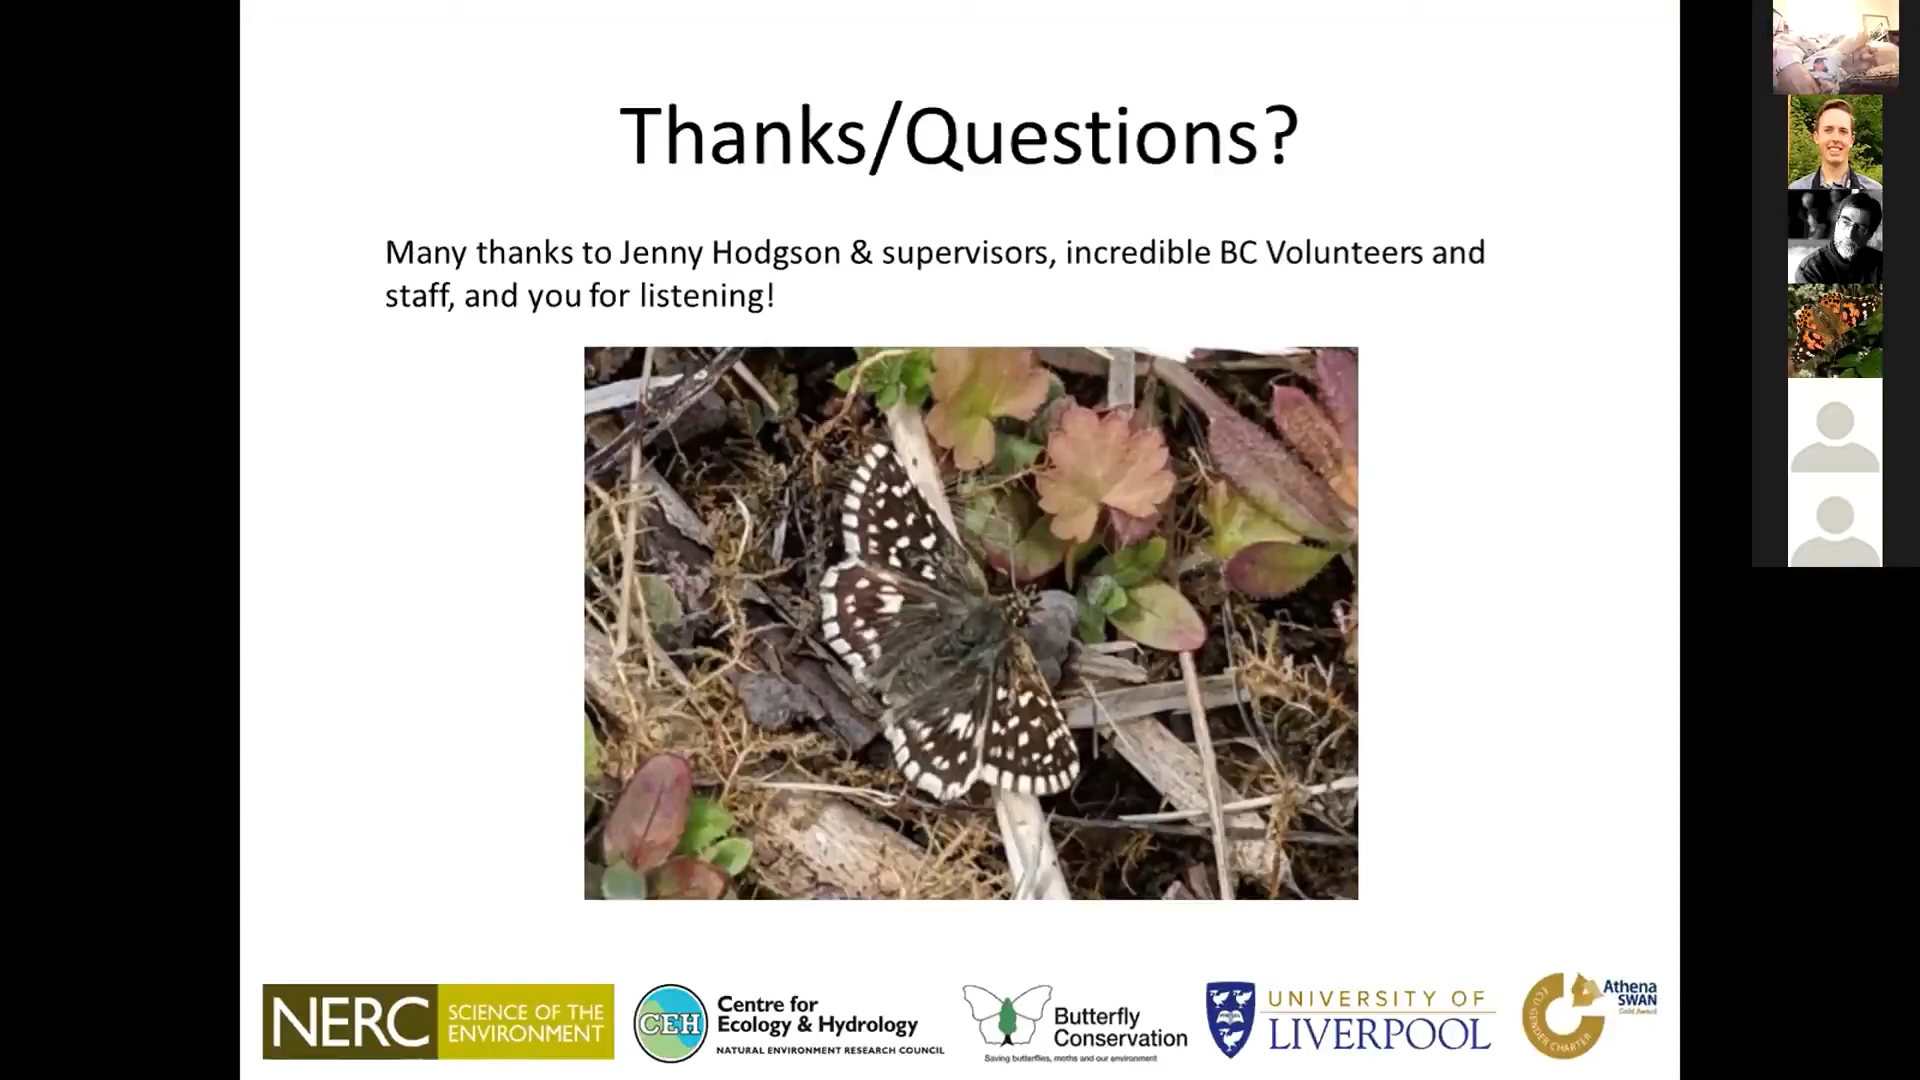 Thanks/Questions?
Many thanks to Jenny Hodgson & supervisors, incredible BC Volunteers and
staff, and you for listening!
NERC
SCIENCE OF THE
ENVIRONMENT
CEH
Centre for
Ecology & Hydrology
NATURAL ENVIRONMENT RESEARCH COUNCIL
Butterfly
Conservation
Saving butterflies, moths and our environment
UNIVERSITY OF
LIVERPOOL
ECU GENDER CHARTER
Athena
SWAN
Gold Award